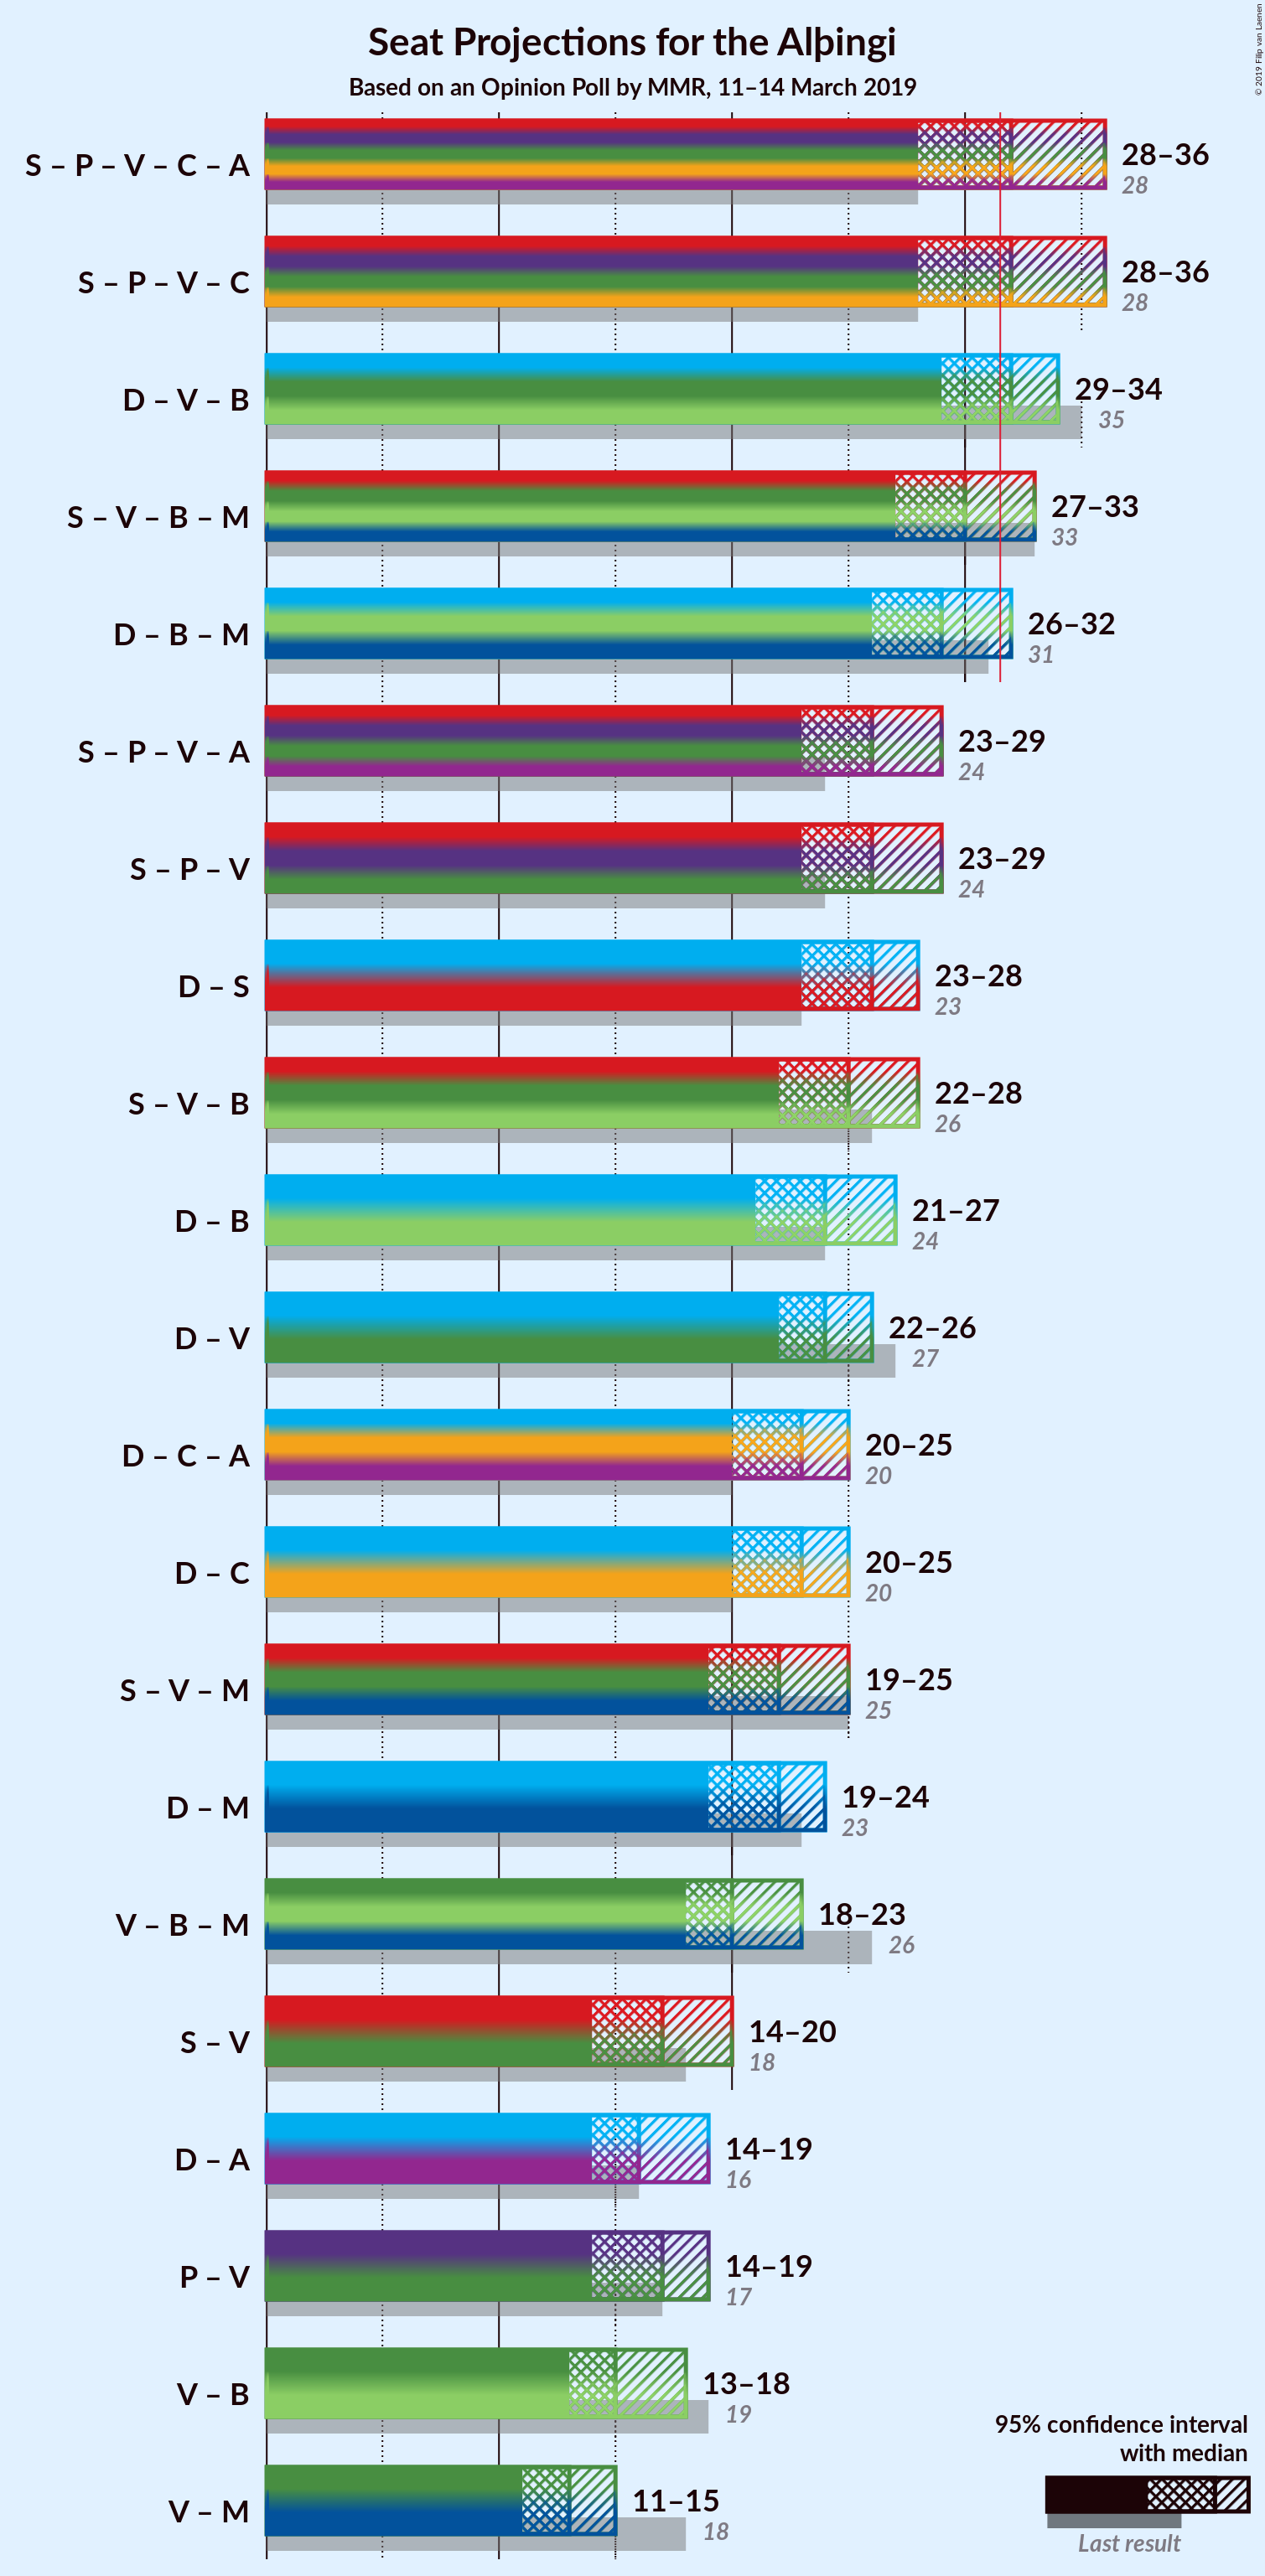 Seat Projections for the Alþingi
Based on an Opinion Poll by MMR, 11–14 March 2019
© 2019 Filip van Laenen
S – P – V – C – A
28–36
28
S – P – V – C
28–36
28
D – V – B
29–34
35
S – V – B – M
27–33
33
D – B – M
26–32
31
S – P – V – A
23–29
24
S – P – V
23–29
24
D – S
23–28
23
S – V – B
22–28
26
D – B
21–27
24
D – V
22–26
27
D – C – A
20–25
20
D – C
20–25
20
S – V – M
19–25
25
D – M
19–24
23
V – B – M
18–23
26
S – V
14–20
18
D – A
14–19
16
P – V
14–19
17
V – B
13–18
19
V – M
11–15
18
95% confidence interval
with median
Last result